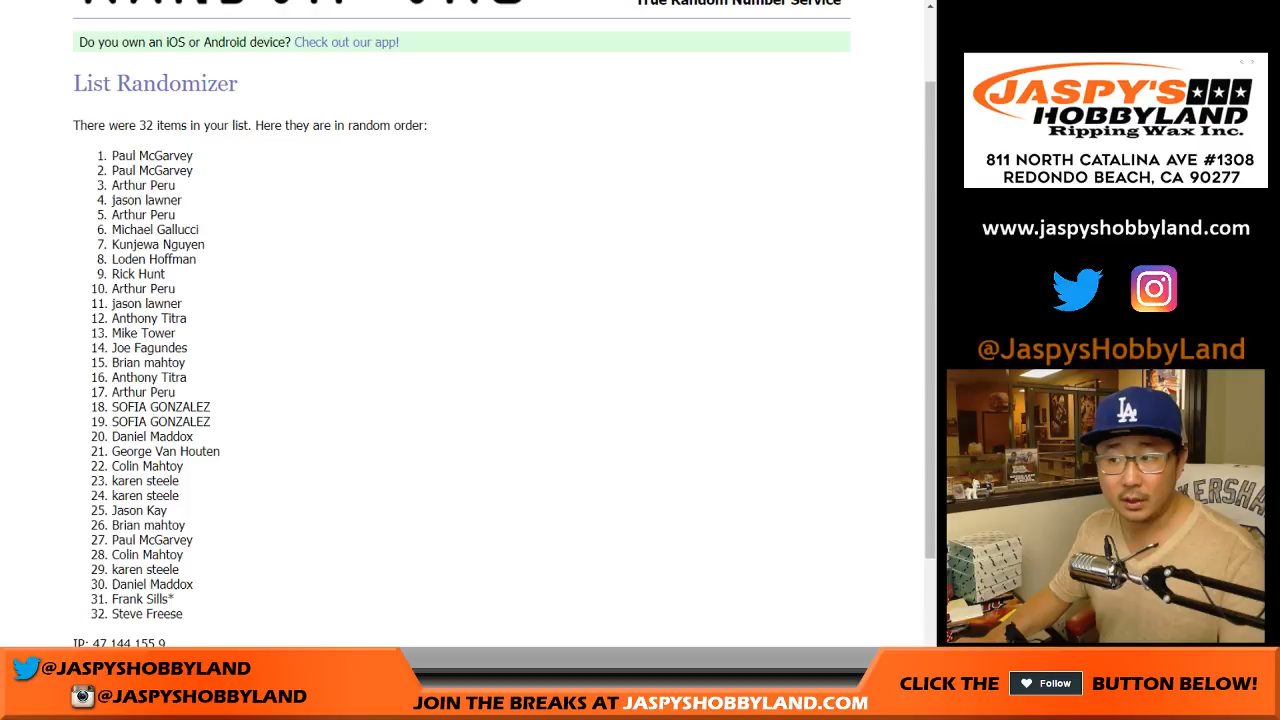 True Random Number Service
Do you own an iOS or Android device? Check out our app!
List Randomizer
There were 32 items in your list. Here they are in random order:
1. Paul McGarvey
2. Paul McGarvey
3. Arthur Peru
4. jason lawner
5. Arthur Peru
6. Michael Gallucci
7. Kunjewa Nguyen
8. Loden Hoffman
9. Rick Hunt
10. Arthur Peru
11. jason lawner
12. Anthony Titra
13. Mike Tower
14. Joe Fagundes
15. Brian mahtoy
16. Anthony Titra
17. Arthur Peru
18. SOFIA GONZALEZ
19. SOFIA GONZALEZ
20. Daniel Maddox
21. George Van Houten
22. Colin Mahtoy
23. karen steele
24. karen steele
25. Jason Kay
26. Brian mahtoy
27. Paul McGarvey
28. Colin Mahtoy
29. karen steele
30. Daniel Maddox
31. Frank Sills*
32. Steve Freese
IP: 47.144.155.9
JASPY'S
HOBBYLAND
Ripping Wax Inc.
811 NORTH CATALINA AVE #1308
REDONDO BEACH, CA 90277
www.jaspyshobbyland.com
@JaspysHobbyLand
LA
KERSHA
@JASPYSHOBBYLAND
@JASPYSHOBBYLAND
JOIN THE BREAKS AT JASPYSHOBBYLAND.COM
CLICK THE Follow BUTTON BELOW!